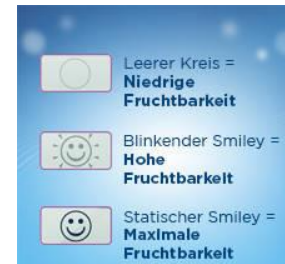 Leerer Kreis =
Niedrige
Fruchtbarkeit
Blinkender Smiley =
Hohe
Fruchtbarkeit
Statischer Smiley =
Maximale
Fruchtbarkeit